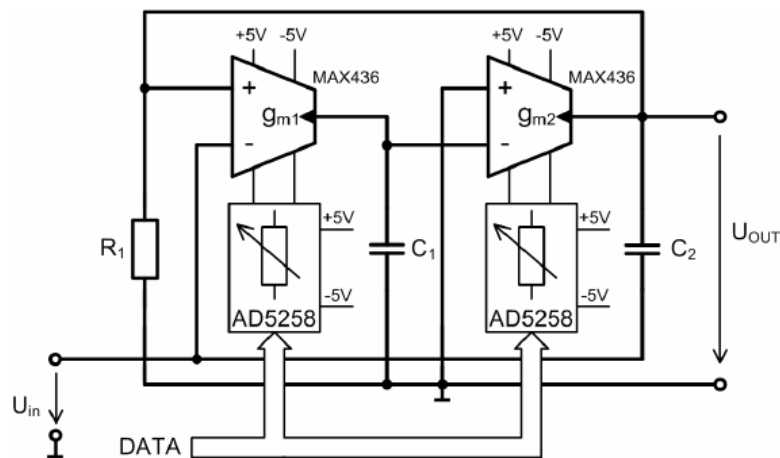 +5V -5V
MAX436
+
gm1
-
+5V -5V
MAX436
+
gm2
-
R1
+5V
-5V
AD5258
C1
+5V
-5V
AD5258
C2
UOUT
Uin
DATA